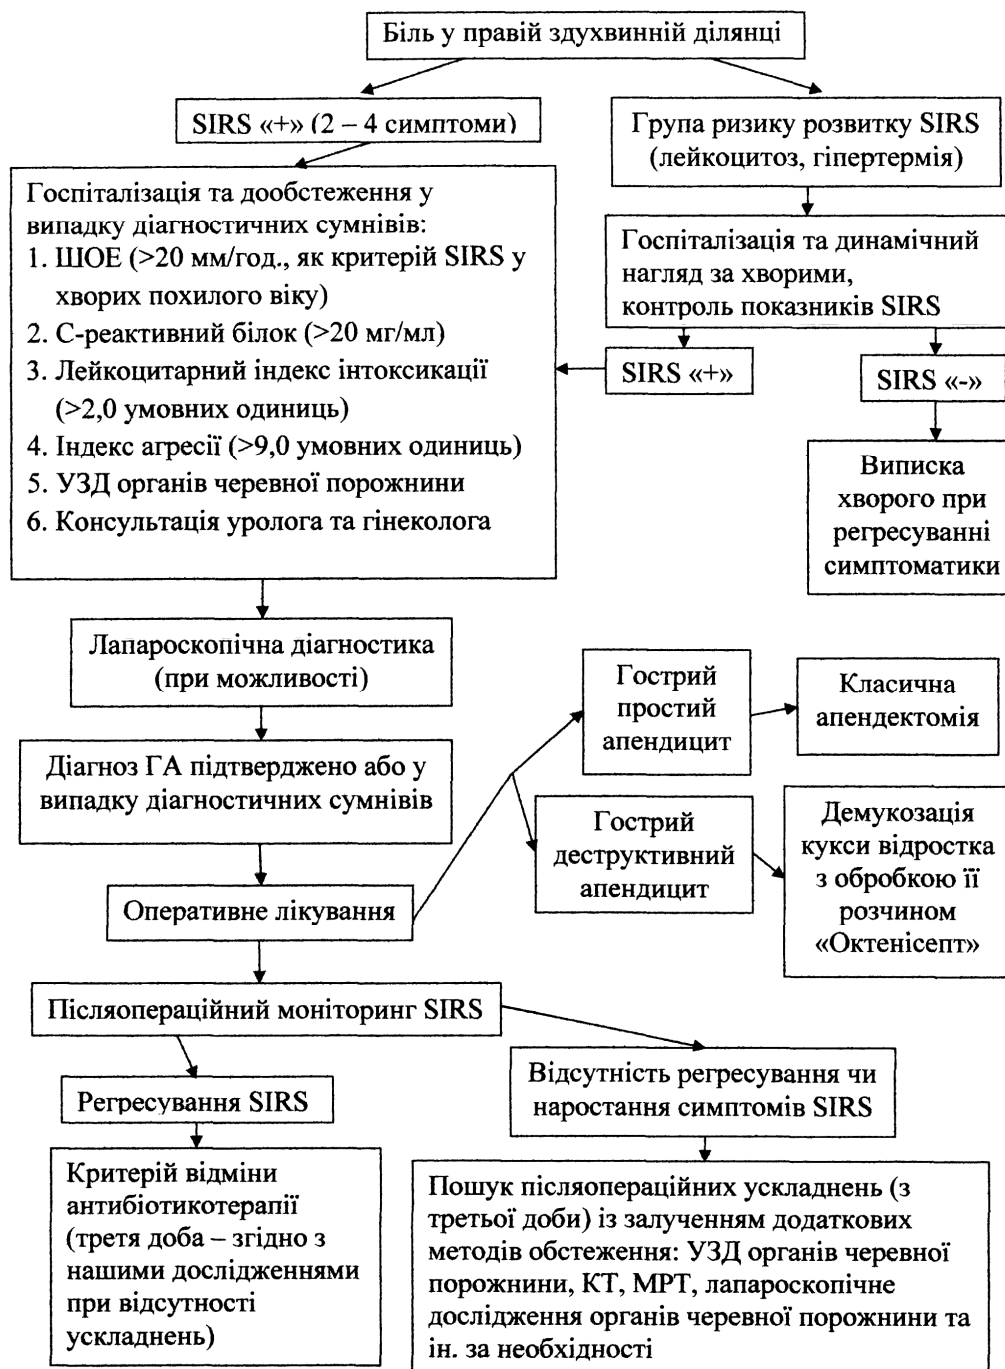 Біль у правій здухвинній ділянці
SIRS «+» (2 – 4 симптоми)
Група ризику розвитку SIRS
(лейкоцитоз, гіпертермія)
Госпіталізація та дообстеження у
випадку діагностичних сумнівів:
1. ШОЕ (>20 мм/год., як критерій SIRS у
хворих похилого віку)
2. С-реактивний білок (>20 мг/мл)
3. Лейкоцитарний індекс інтоксикації
(>2,0 умовних одиниць)
4. Індекс агресії (>9,0 умовних одиниць)
5. УЗД органів черевної порожнини
6. Консультація уролога та гінеколога
Госпіталізація та динамічний
нагляд за хворими,
контроль показників SIRS
SIRS «+»
SIRS «-»
Виписка
хворого при
регресуванні
симптоматики
Лапароскопічна діагностика
(при можливості)
Діагноз ГА підтверджено або у
випадку діагностичних сумнівів
Оперативне лікування
Гострий
простий
апендицит
Класична
апендектомія
Гострий
деструктивний
апендицит
Демукозація
кукси відростка
з обробкою її
розчином
«Октенісепт»
Післяопераційний моніторинг SIRS
Регресування SIRS
Відсутність регресування чи
наростання симптомів SIRS
Критерій відміни
антибіотикотерапії
(третя доба – згідно з
нашими дослідженнями
при відсутності
ускладнень)
Пошук післяопераційних ускладнень (з
третьої доби) із залученням додаткових
методів обстеження: УЗД органів черевної
порожнини, КТ, МРТ, лапароскопічне
дослідження органів черевної порожнини та
ін. за необхідності